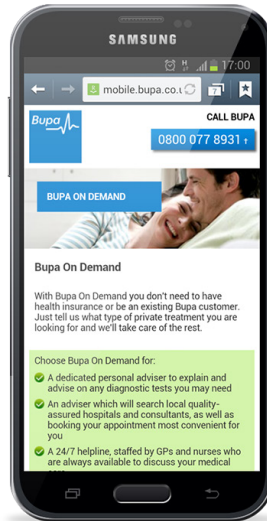 SAMSUNG
17:00
mobile.bupa.co.u
7
Bupa
CALL BUPA
0800 077 8931
BUPA ON DEMAND
Bupa On Demand
With Bupa On Demand you don't need to have
health insurance or be an existing Bupa customer.
Just tell us what type of private treatment you are
looking for and we'll take care of the rest.
Choose Bupa On Demand for:
A dedicated personal adviser to explain and
advise on any diagnostic tests you may need
An adviser which will search local quality-
assured hospitals and consultants, as well as
booking your appointment most convenient for
you
A 24/7 helpline, staffed by GPs and nurses who
are always available to discuss your medical